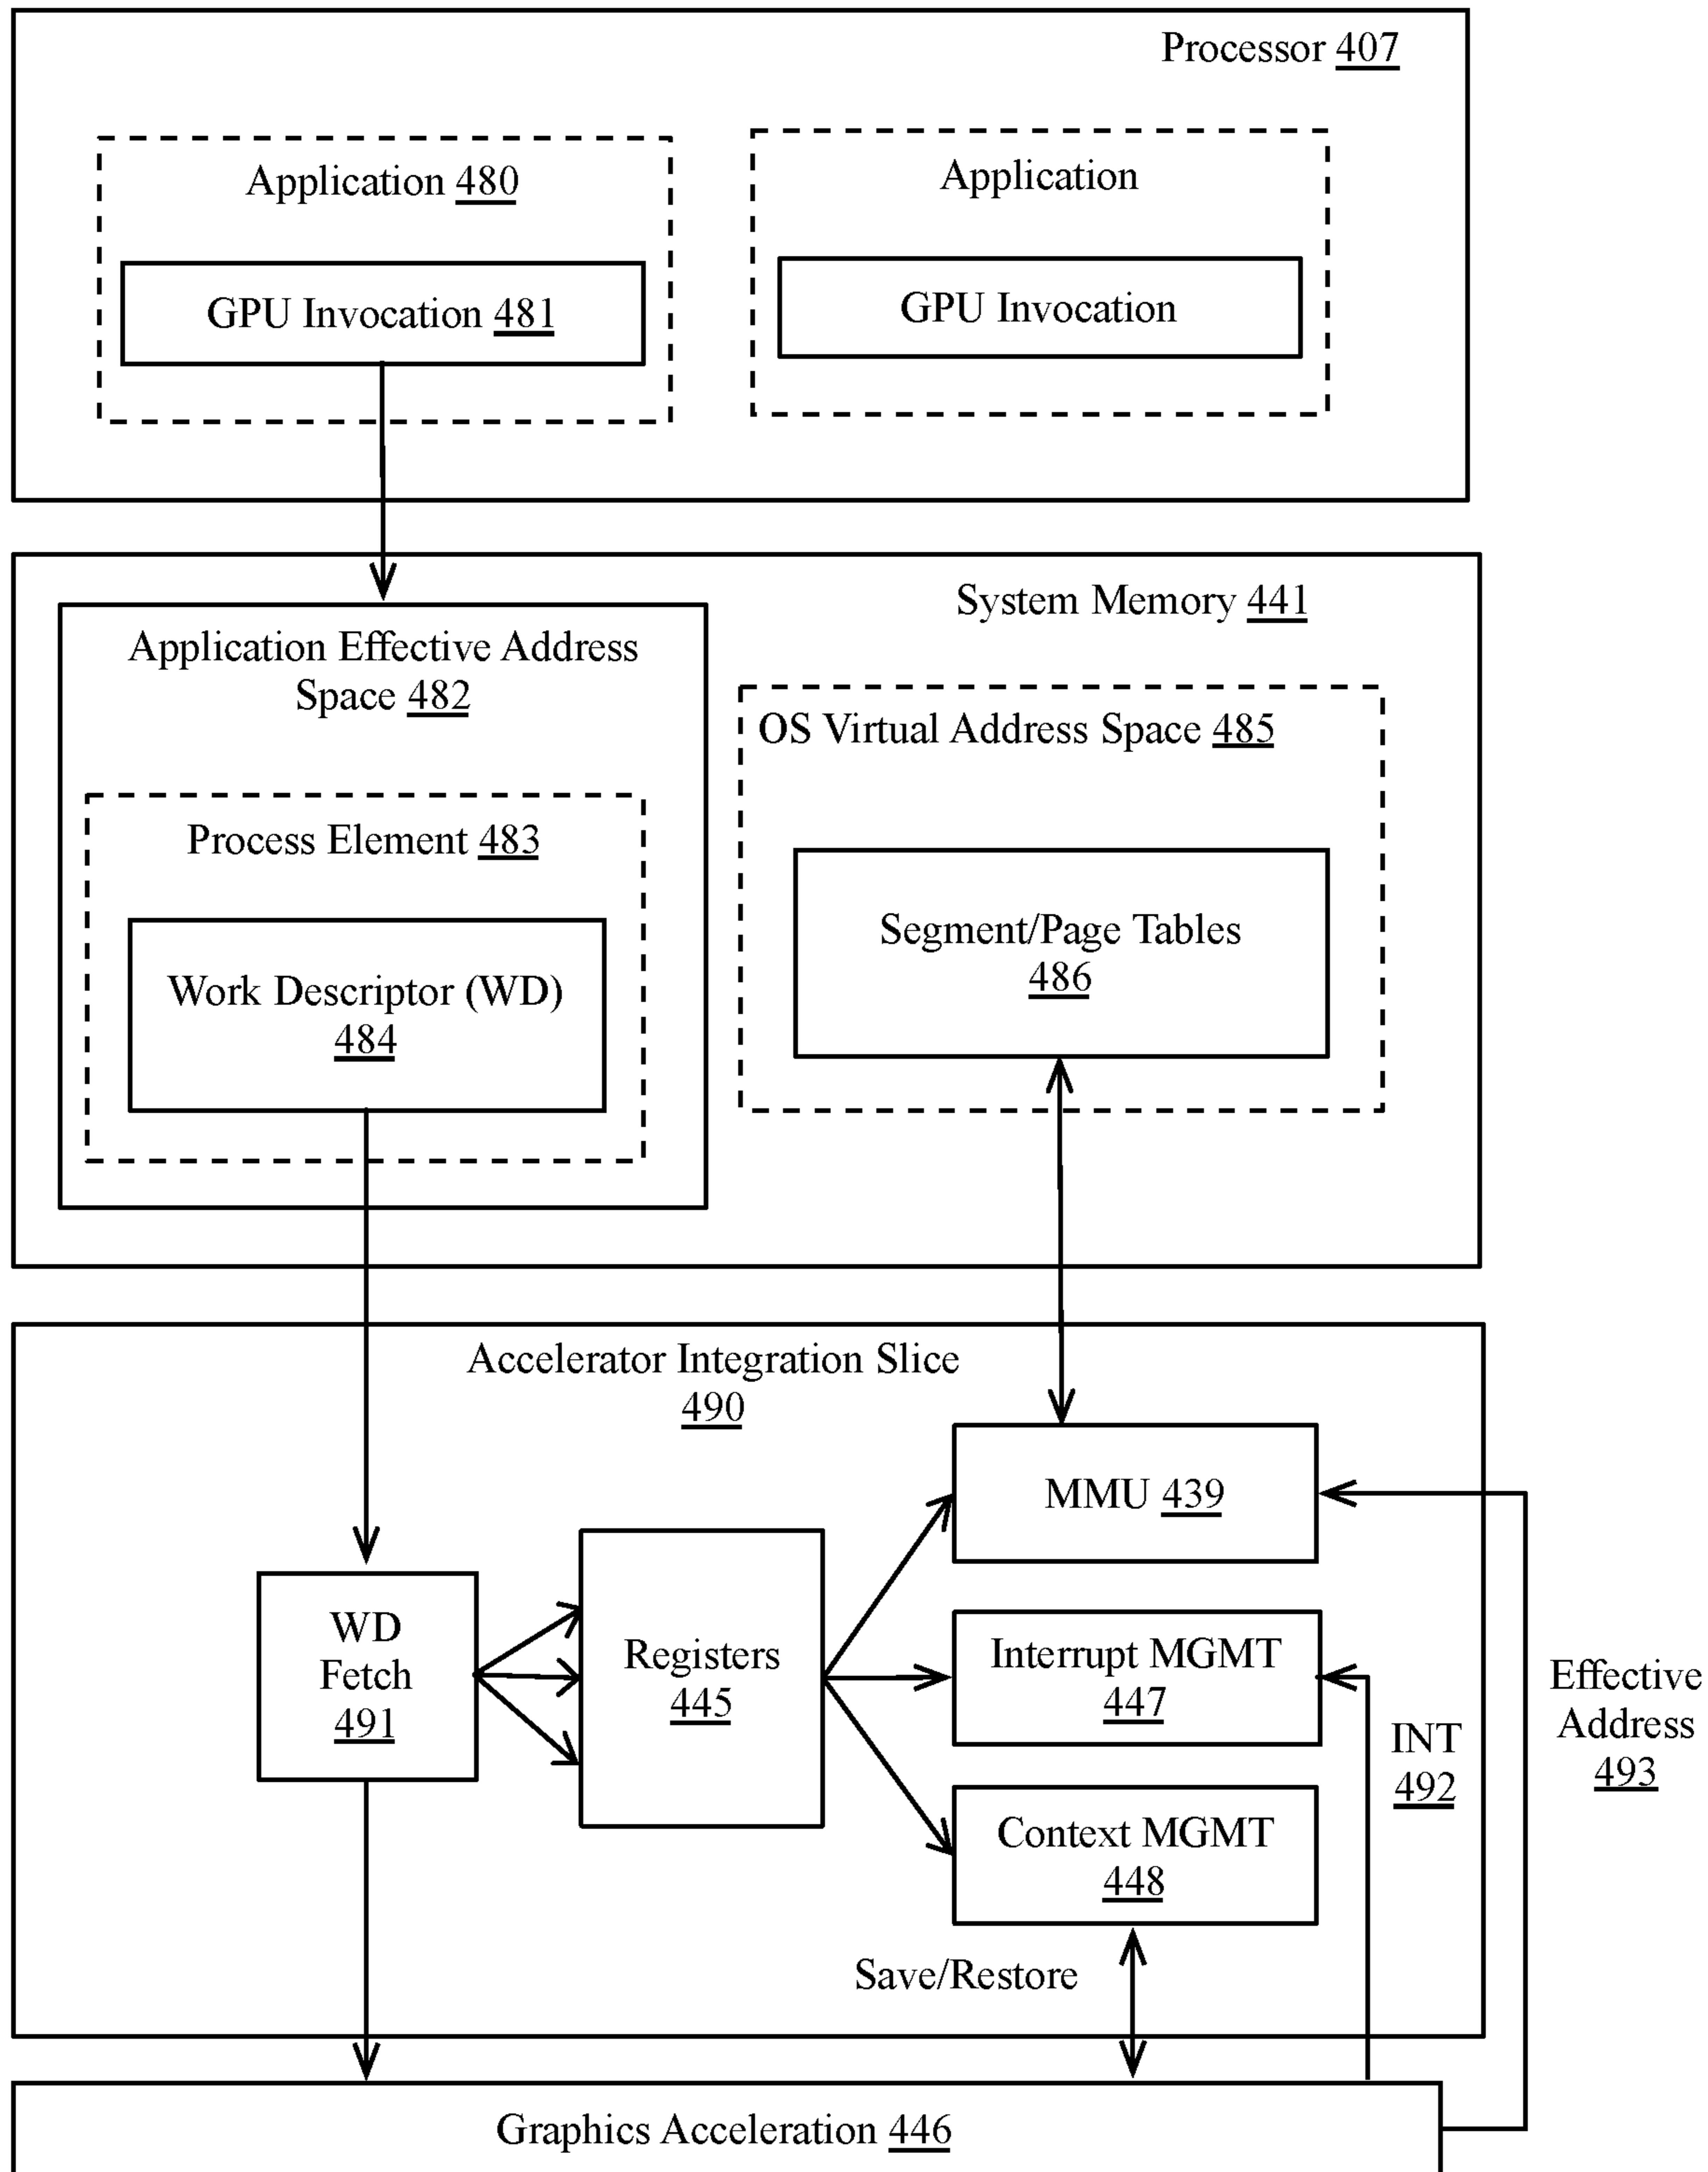 Processor 407
Application 480
GPU Invocation 481
Application
GPU Invocation
System Memory 441
Application Effective Address
Space 482
Process Element 483
Work Descriptor (WD)
484
OS Virtual Address Space 485
Segment/Page Tables
486
Accelerator Integration Slice
490
WD
Fetch
491
Registers
445
MMU 439
Interrupt MGMT
447
Context MGMT
448
Save/Restore
INT
492
Effective
Address
493
Graphics Acceleration 446